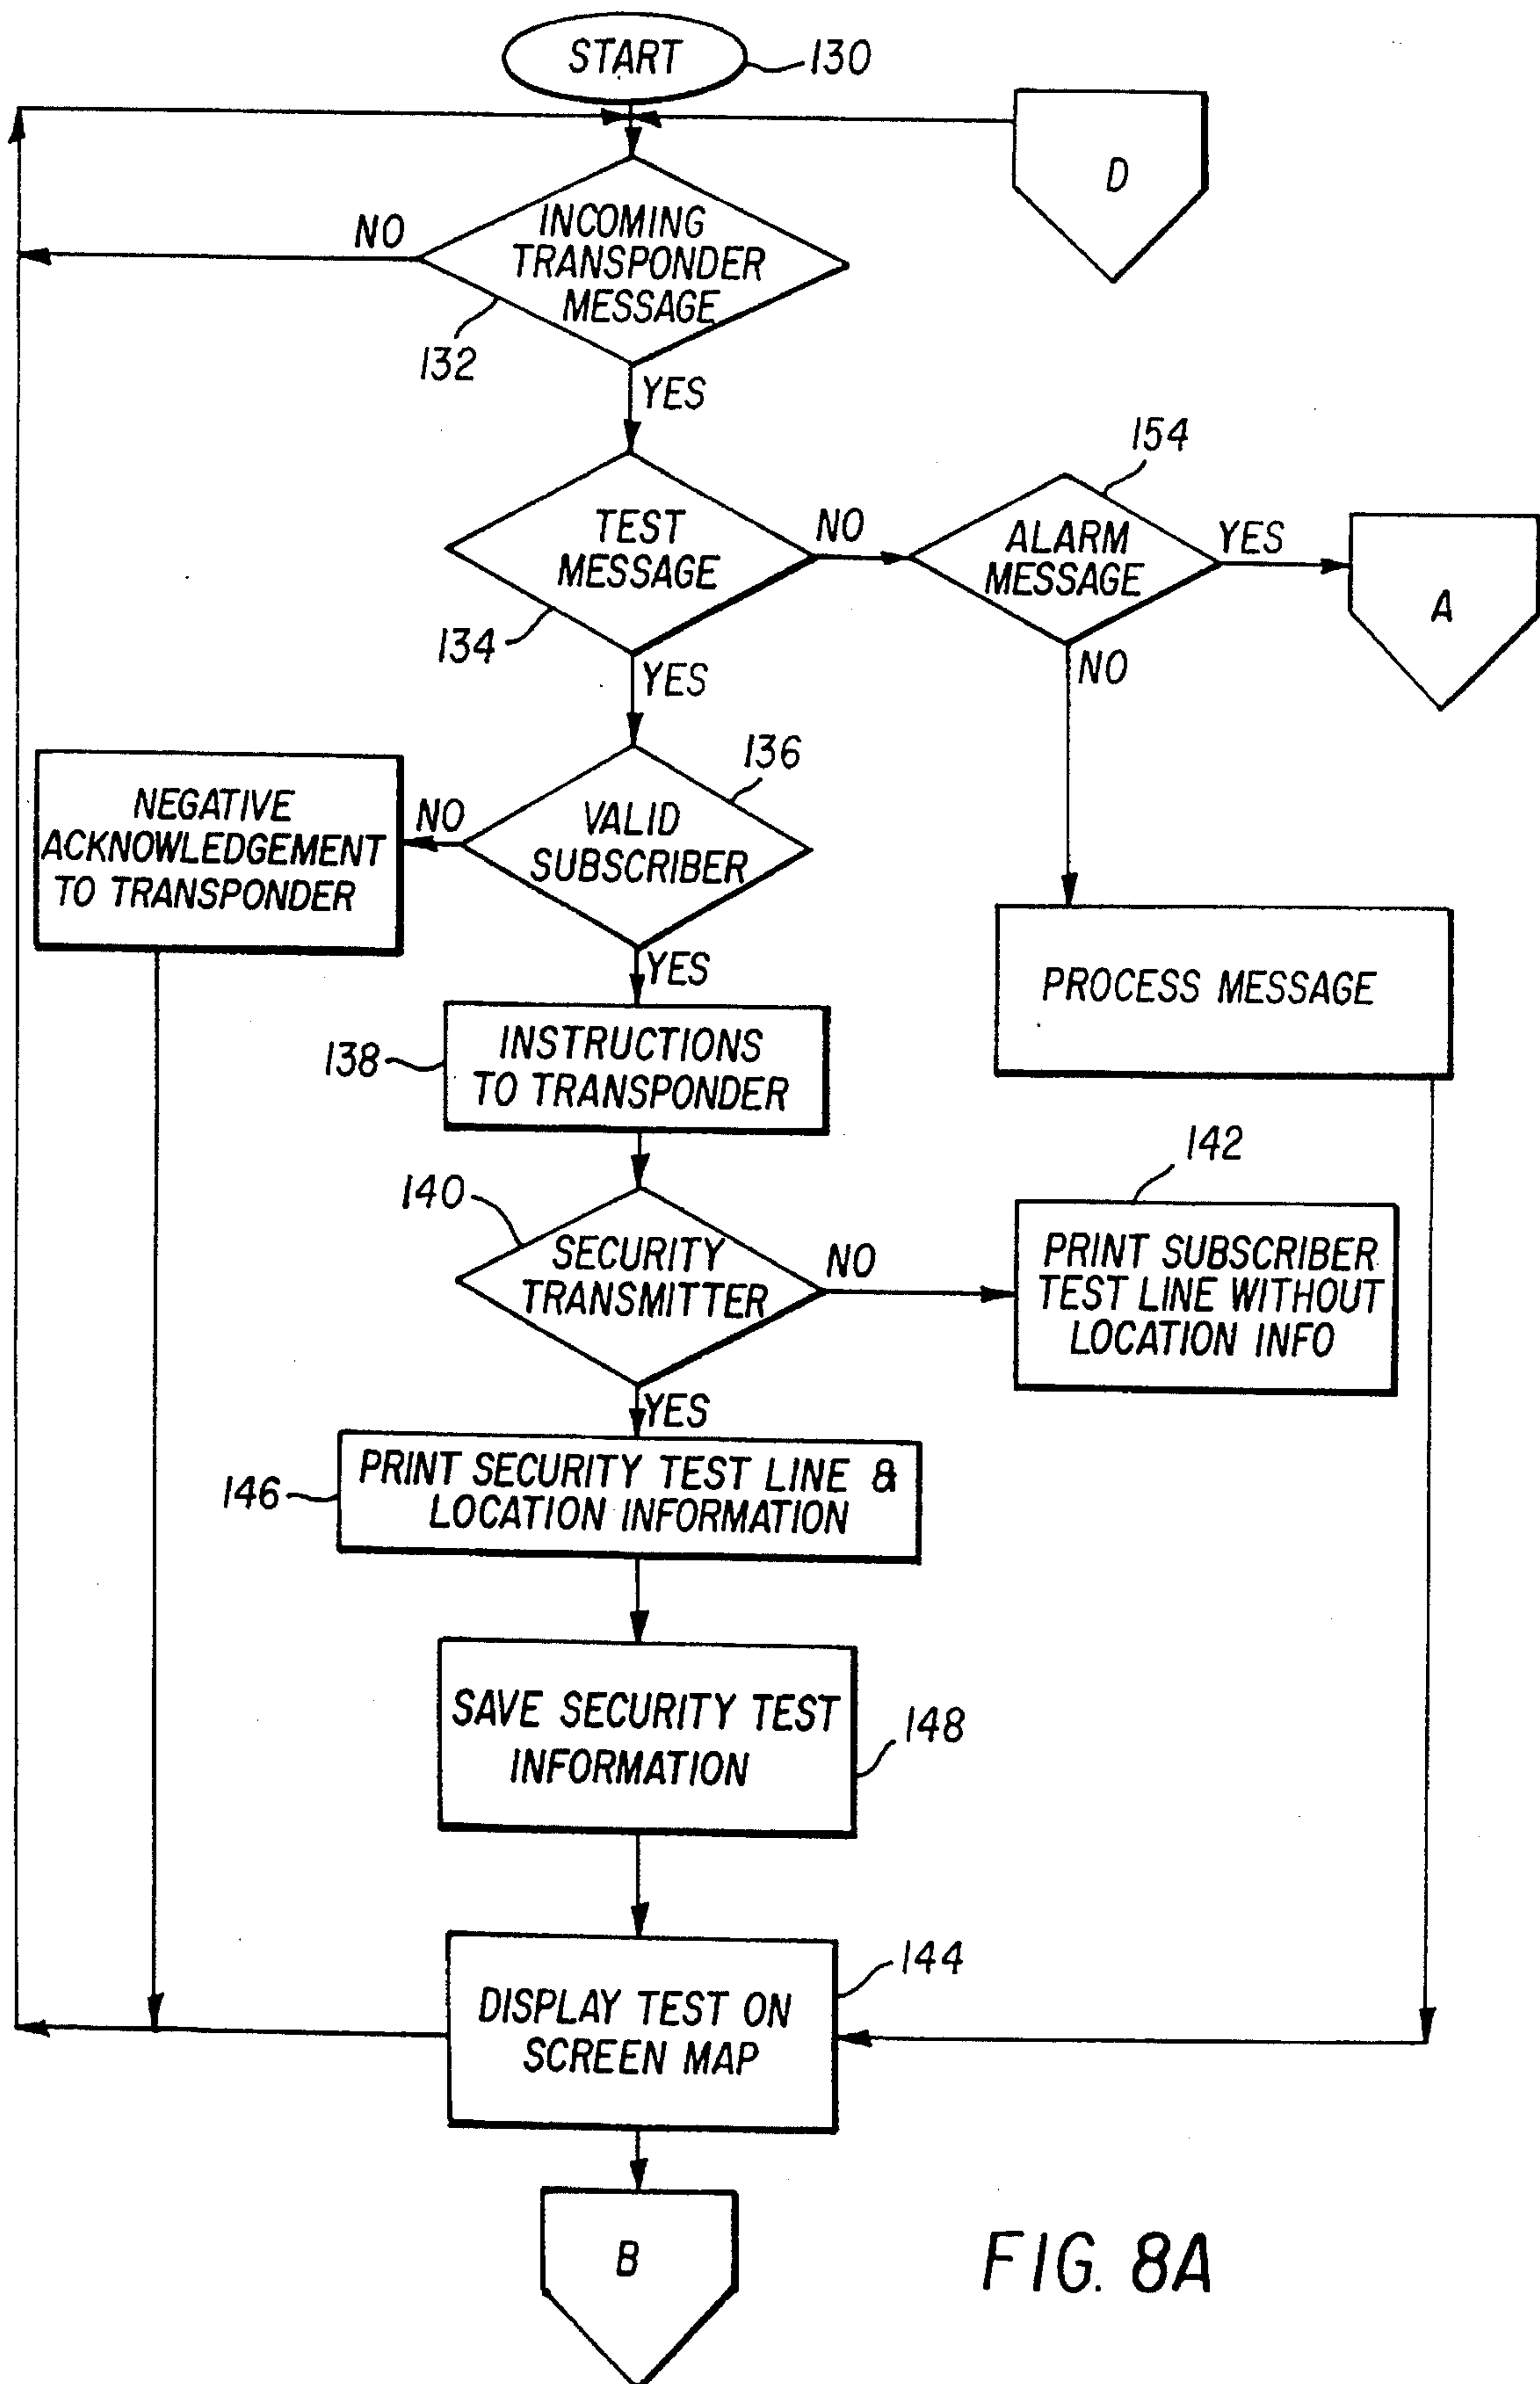 START
130
D
INCOMING
TRANSPONDER
MESSAGE
NO
132
YES
154
TEST
MESSAGE
NO
ALARM
MESSAGE
YES
A
134
YES
NO
136
NEGATIVE
ACKNOWLEDGEMENT
TO TRANSPONDER
NO
VALID
SUBSCRIBER
YES
PROCESS MESSAGE
138
INSTRUCTIONS
TO TRANSPONDER
142
140
SECURITY
TRANSMITTER
NO
PRINT SUBSCRIBER
TEST LINE WITHOUT
LOCATION INFO
YES
146
PRINT SECURITY TEST LINE &
LOCATION INFORMATION
SAVE SECURITY TEST
INFORMATION
148
144
DISPLAY TEST ON
SCREEN MAP
B
FIG. 8A